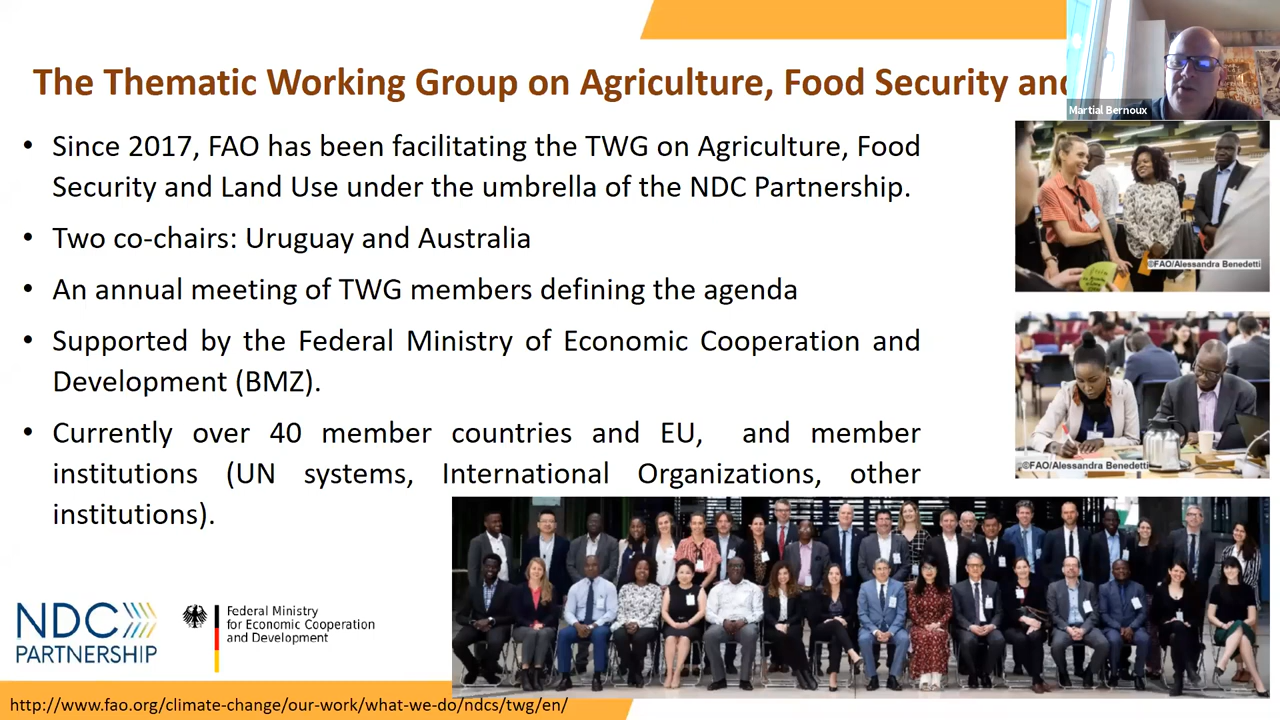 The Thematic Working Group on Agriculture, Food Security and
Martial Bernoux
• Since 2017, FAO has been facilitating the TWG on Agriculture, Food
Security and Land Use under the umbrella of the NDC Partnership.
• Two co-chairs: Uruguay and Australia
• An annual meeting of TWG members defining the agenda
• Supported by the Federal Ministry of Economic Cooperation and
Development (BMZ).
• Currently over 40 member countries and EU, and member
institutions (UN systems, International Organizations, other
institutions).
©FAO/Alessandra Benedetti
©FAO/Alessandra Benedetti
NDC
PARTNERSHIP
Federal Ministry
for Economic Cooperation
and Development
http://www.fao.org/climate-change/our-work/what-we-do/ndcs/twg/en/